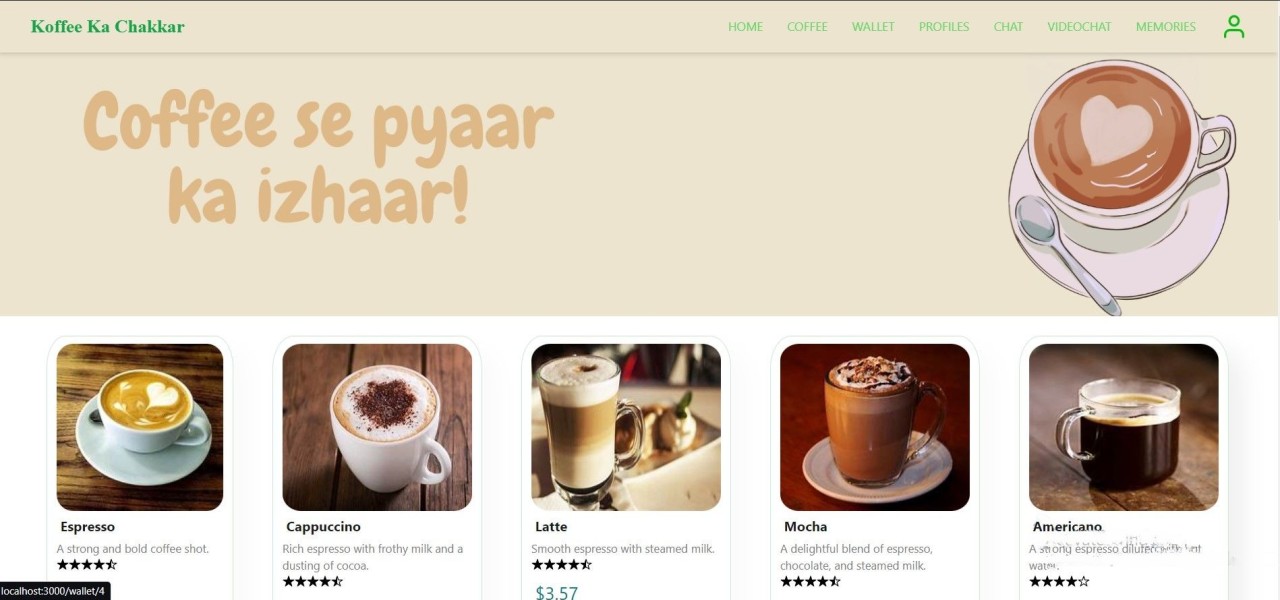 Koffee Ka Chakkar
HOME COFFEE WALLET PROFILES CHAT VIDEOCHAT MEMORIES
Coffee se pyaar
ka izhaar!
Espresso
A strong and bold coffee shot.
Cappuccino
Rich espresso with frothy milk and a
dusting of cocoa.
Latte
Smooth espresso with steamed milk.
$3.57
Mocha
A delightful blend of espresso,
chocolate, and steamed milk.
Americano
A strong espresso diluted with hot
water.
localhost:3000/wallet/4